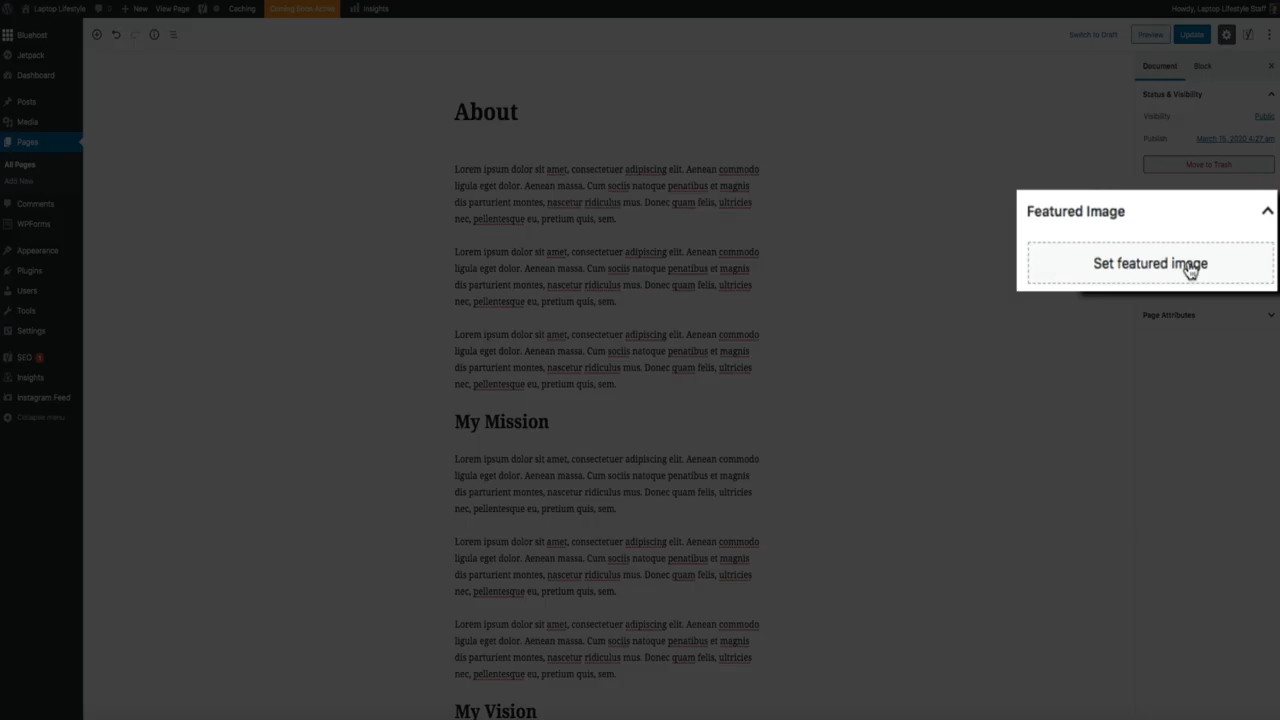 Laptop Lifestyle
New
View Page
Caching
Coming Soon Active
Insights
Howdy, Laptop Lifestyle Staff
Bluehost
Jetpack
Dashboard
Posts
Media
Pages
All Pages
Add New
Comments
WPForms
Appearance
Plugins
Users
Tools
Settings
SEO 1
Insights
Instagram Feed
Collapse menu
Switch to Draft
Preview
Update
About
Lorem ipsum dolor sit amet, consectetuer adipiscing elit. Aenean commodo
ligula eget dolor. Aenean massa. Cum sociis natoque penatibus et magnis
dis parturient montes, nascetur ridiculus mus. Donec quam felis, ultricies
nec, pellentesque eu, pretium quis, sem.
Lorem ipsum dolor sit amet, consectetuer adipiscing elit. Aenean commodo
ligula eget dolor. Aenean massa. Cum sociis natoque penatibus et magnis
dis parturient montes, nascetur ridiculus mus. Donec quam felis, ultricies
nec, pellentesque eu, pretium quis, sem.
Lorem ipsum dolor sit amet, consectetuer adipiscing elit. Aenean commodo
ligula eget dolor. Aenean massa. Cum sociis natoque penatibus et magnis
dis parturient montes, nascetur ridiculus mus. Donec quam felis, ultricies
nec, pellentesque eu, pretium quis, sem.
My Mission
Lorem ipsum dolor sit amet, consectetuer adipiscing elit. Aenean commodo
ligula eget dolor. Aenean massa. Cum sociis natoque penatibus et magnis
dis parturient montes, nascetur ridiculus mus. Donec quam felis, ultricies
nec, pellentesque eu, pretium quis, sem.
Lorem ipsum dolor sit amet, consectetuer adipiscing elit. Aenean commodo
ligula eget dolor. Aenean massa. Cum sociis natoque penatibus et magnis
dis parturient montes, nascetur ridiculus mus. Donec quam felis, ultricies
nec, pellentesque eu, pretium quis, sem.
Lorem ipsum dolor sit amet, consectetuer adipiscing elit. Aenean commodo
ligula eget dolor. Aenean massa. Cum sociis natoque penatibus et magnis
dis parturient montes, nascetur ridiculus mus. Donec quam felis, ultricies
nec, pellentesque eu, pretium quis, sem.
My Vision
Document
Block
Status & Visibility
Visibility
Public
Publish
March 15, 2020 4:27 am
Move to Trash
Featured Image
Set featured image
Page Attributes